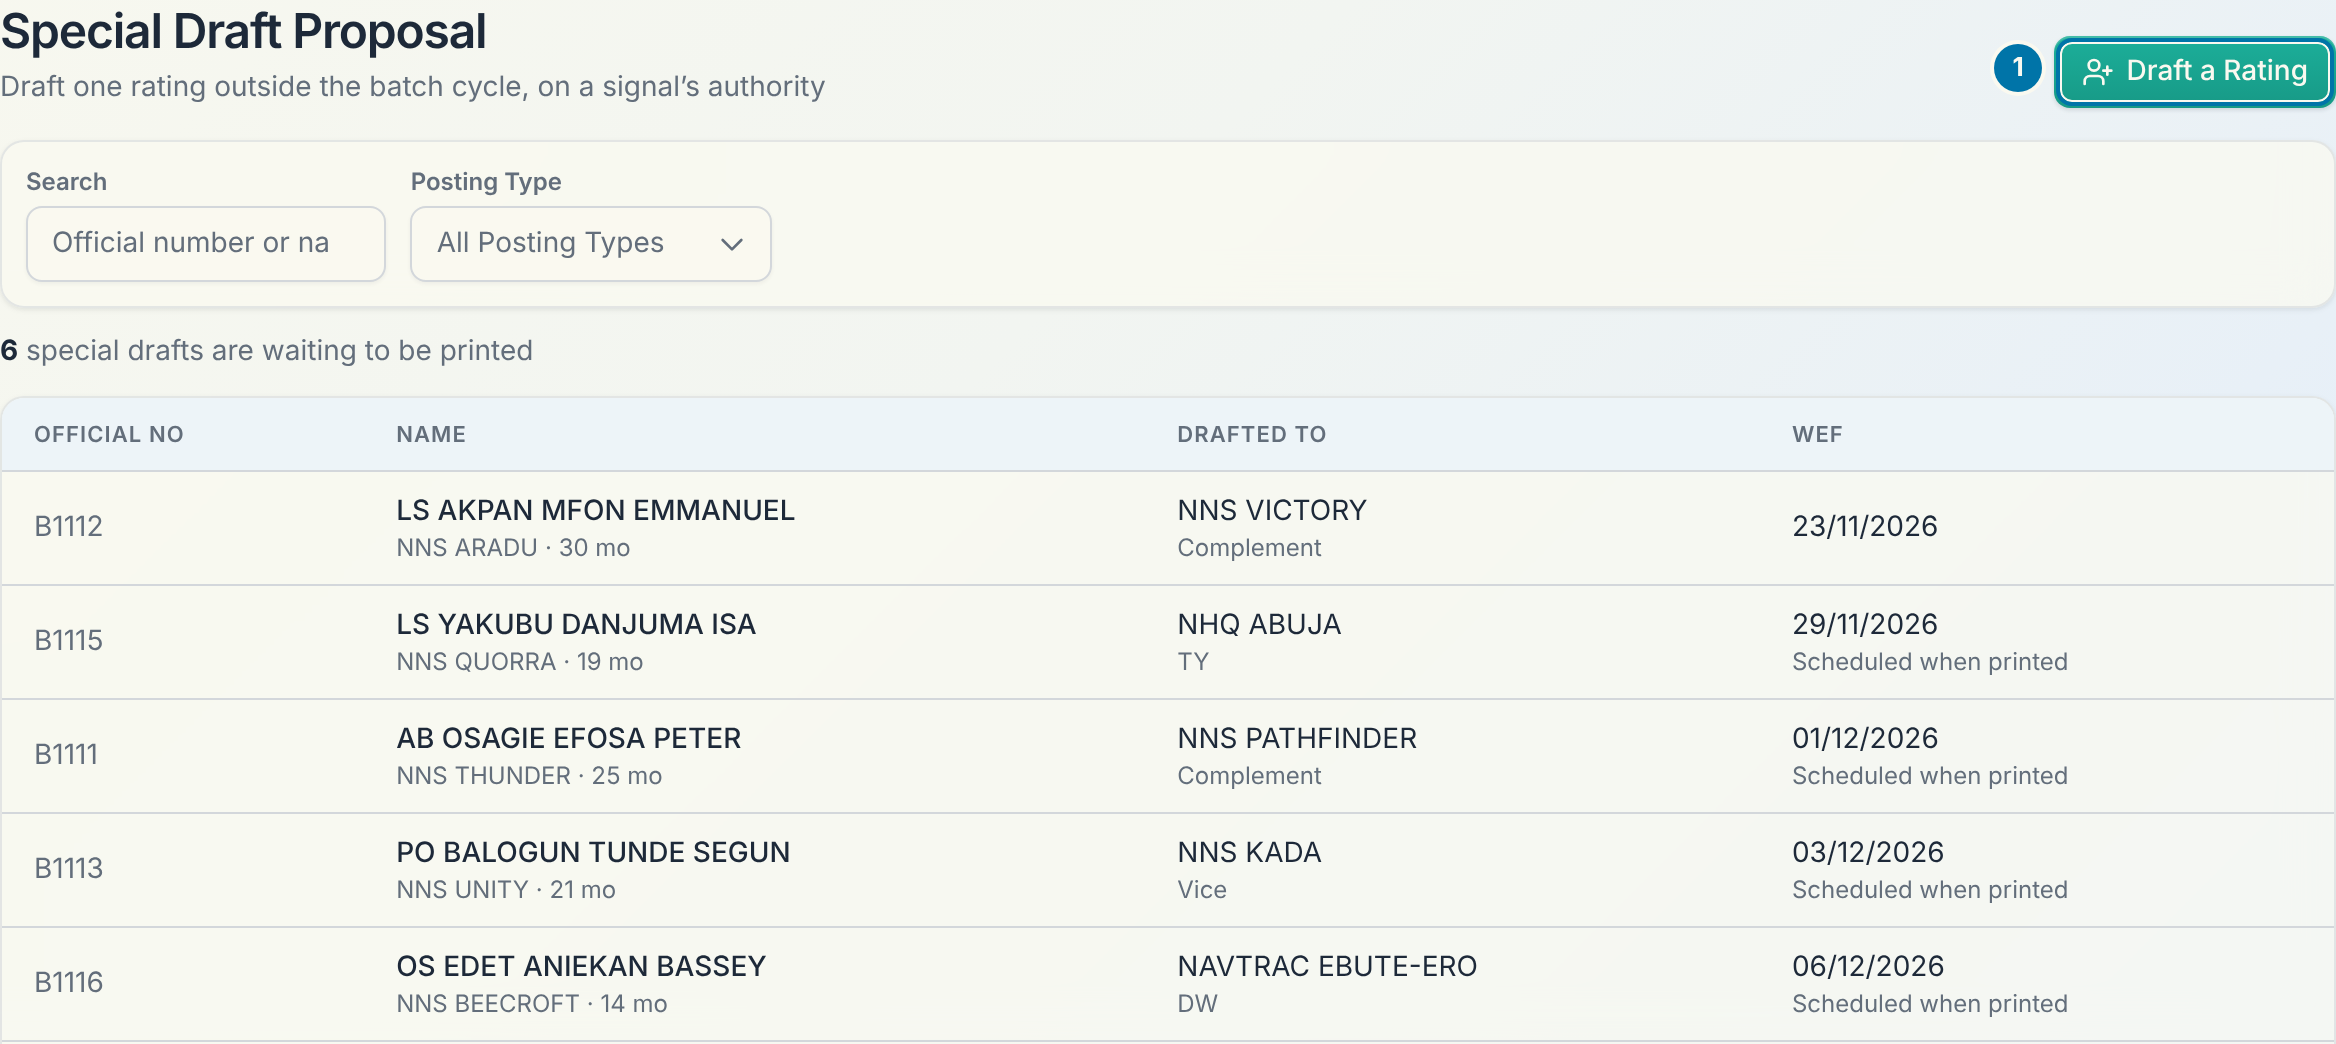 Special Draft Proposal
Draft one rating outside the batch cycle, on a signal’s authority
1
Draft a Rating
Search
Posting Type
Official number or na
All Posting Types
6 special drafts are waiting to be printed
OFFICIAL NO NAME DRAFTED TO WEF
B1112
LS AKPAN MFON EMMANUEL
NNS ARADU · 30 mo
NNS VICTORY
Complement
23/11/2026
B1115
LS YAKUBU DANJUMA ISA
NNS QUORRA · 19 mo
NHQ ABUJA
TY
29/11/2026
Scheduled when printed
B1111
AB OSAGIE EFOSA PETER
NNS THUNDER · 25 mo
NNS PATHFINDER
Complement
01/12/2026
Scheduled when printed
B1113
PO BALOGUN TUNDE SEGUN
NNS UNITY · 21 mo
NNS KADA
Vice
03/12/2026
Scheduled when printed
B1116
OS EDET ANIEKAN BASSEY
NNS BEECROFT · 14 mo
NAVTRAC EBUTE-ERO
DW
06/12/2026
Scheduled when printed